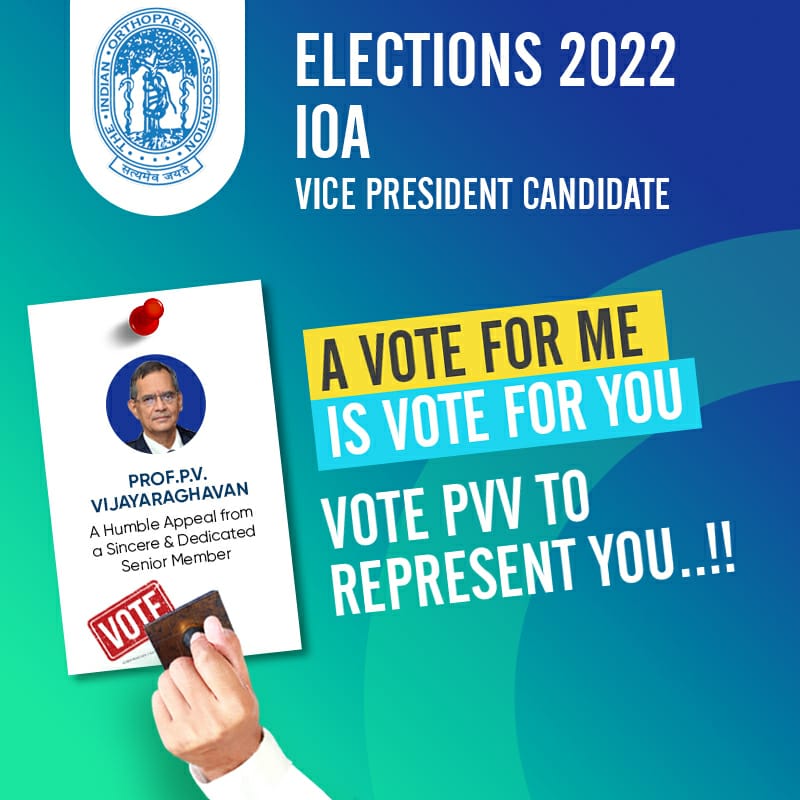 THE INDIAN ORTHOPAEDIC ASSOCIATION
सत्यमेव जयते
ELECTIONS 2022
IOA
VICE PRESIDENT CANDIDATE
PROF.P.V.
VIJAYARAGHAVAN
A Humble Appeal from
a Sincere & Dedicated
Senior Member
VOTE
A VOTE FOR ME
IS VOTE FOR YOU
VOTE PVV TO
REPRESENT YOU..!!